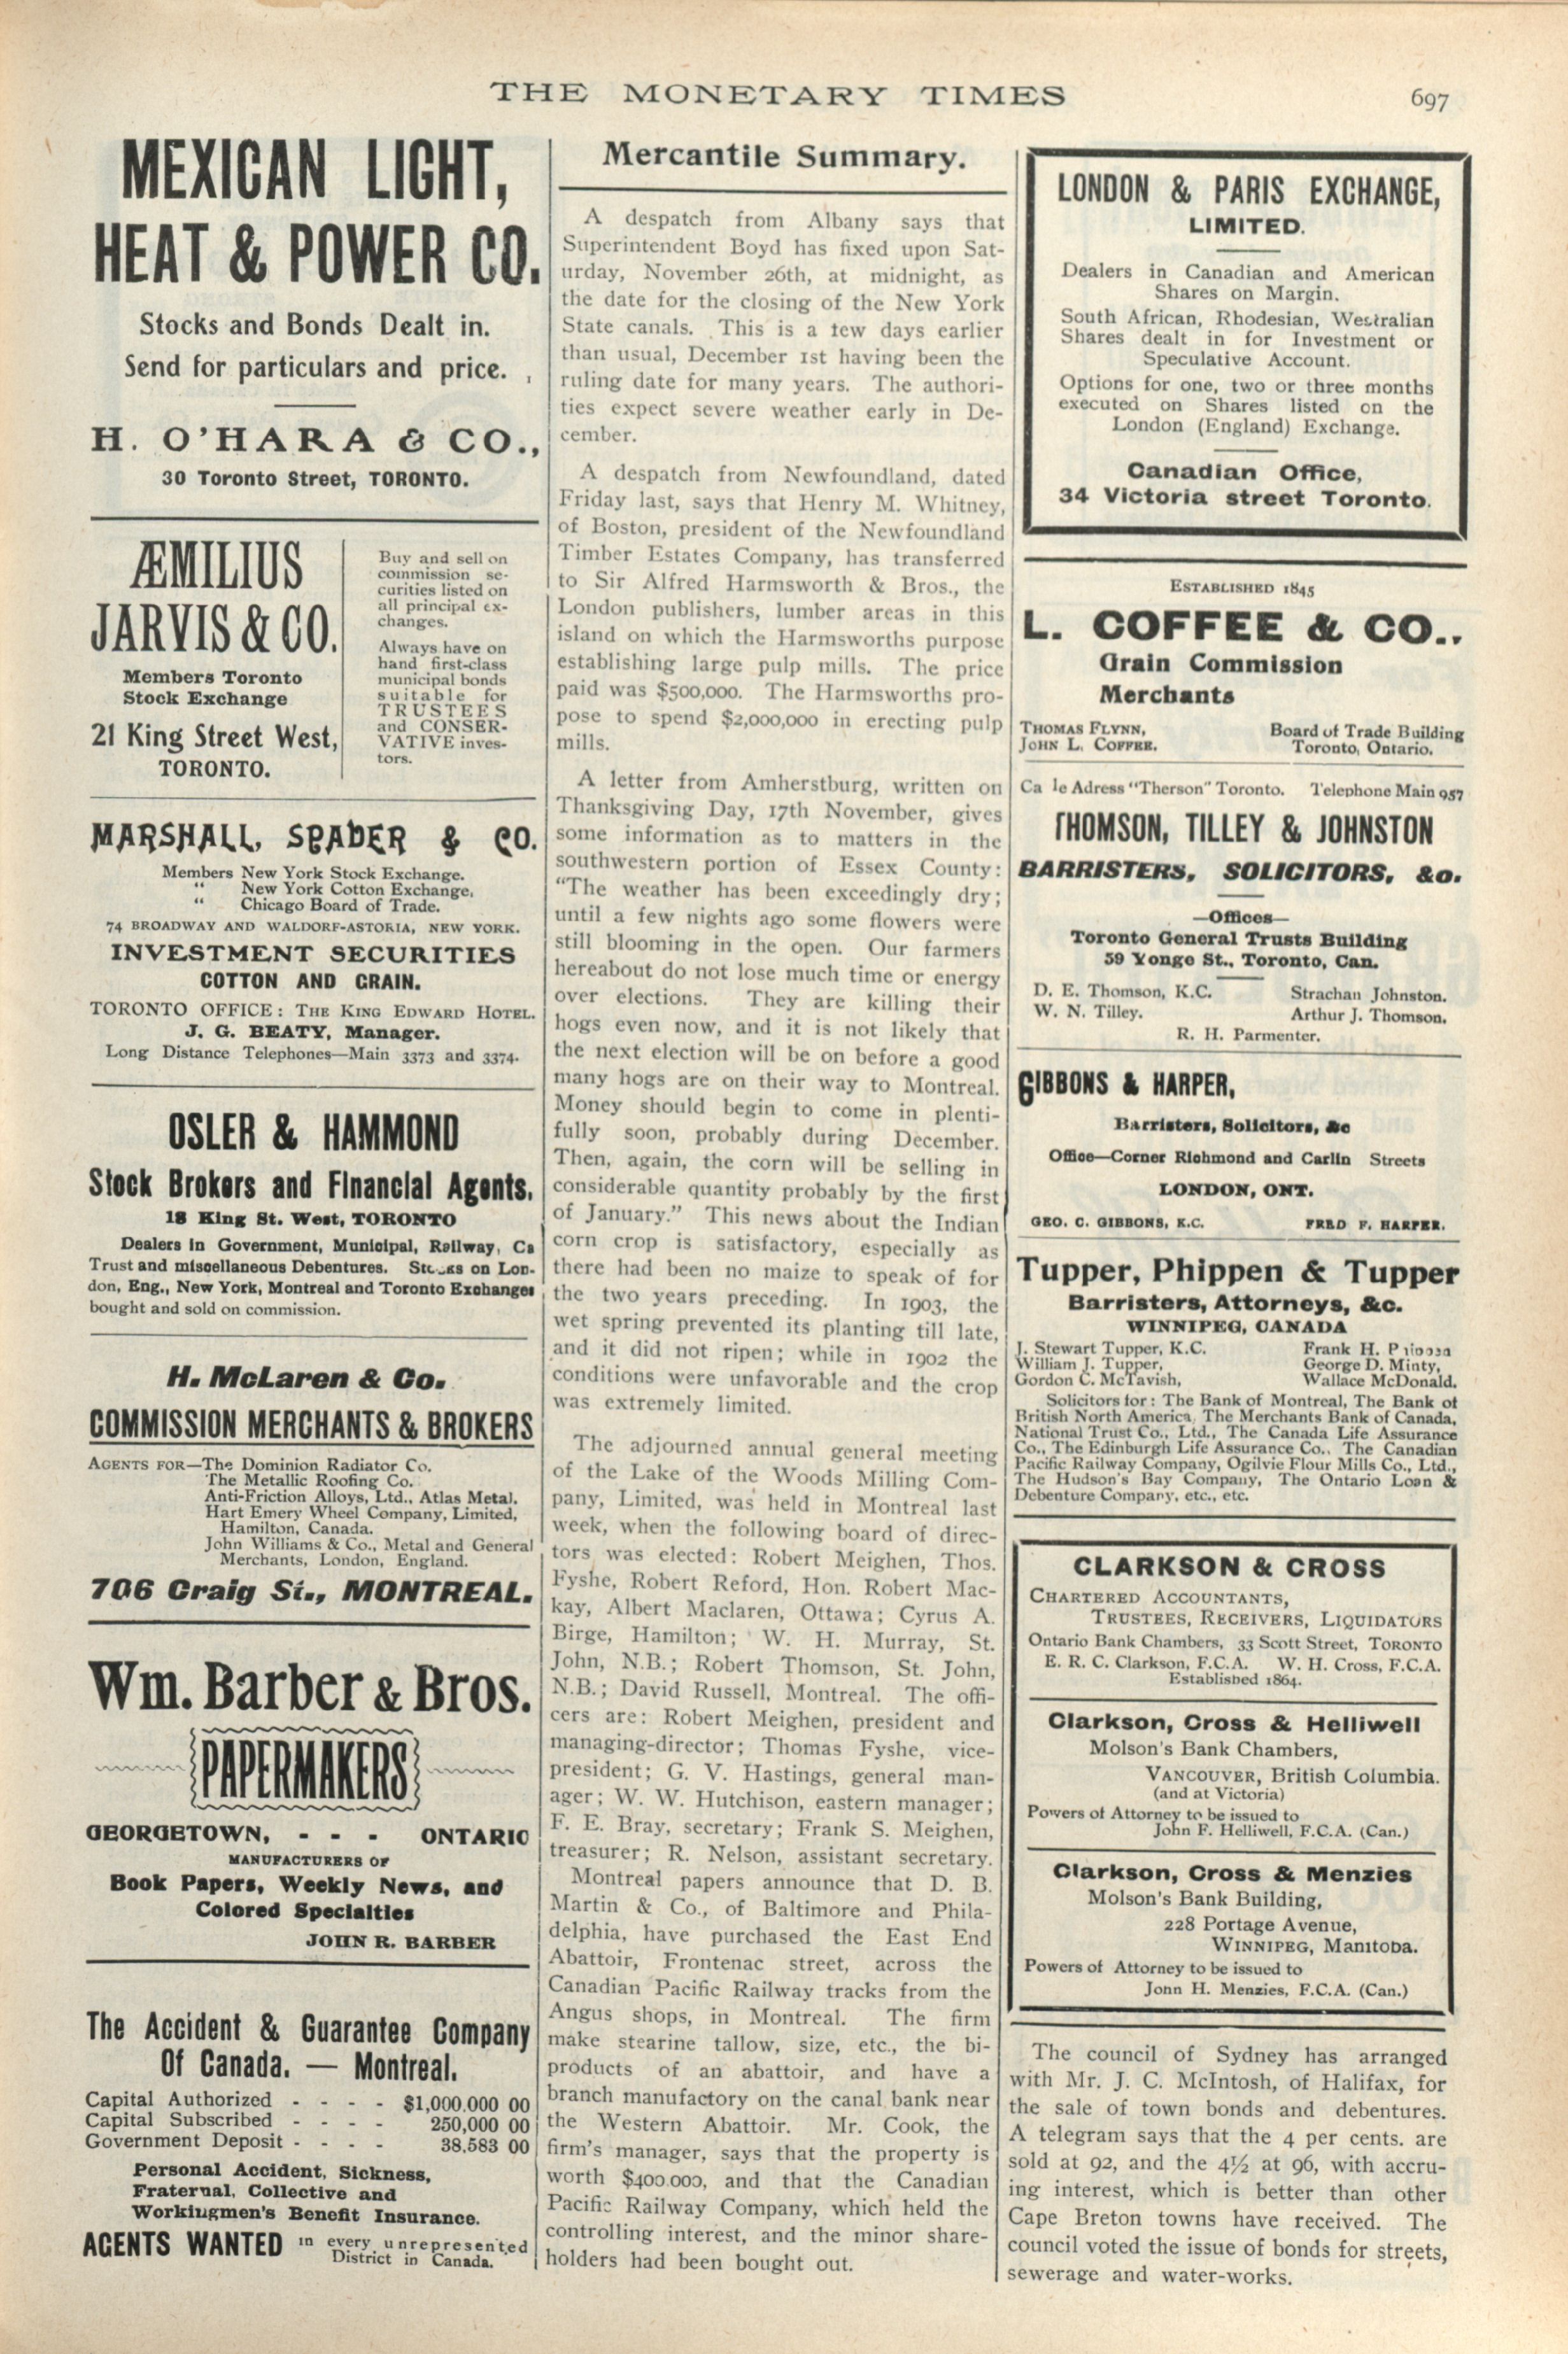 THE MONETARY TIMES
697
MEXICAN LIGHT,
HEAT & POWER CO.
Stocks and Bonds Dealt in.
Send for particulars and price.
H. O'HARA & CO.,
30 Toronto Street, TORONTO.
ÆMILIUS
JARVIS & CO.
Members Toronto
Stock Exchange
21 King Street West,
TORONTO.
Buy and sell on
commission se-
curities listed on
all principal ex-
changes.
Always have on
hand first-class
municipal bonds
suitable for
TRUSTEES
and CONSER-
VATIVE inves-
tors.
MARSHALL, SPADER & CO.
Members New York Stock Exchange.
" New York Cotton Exchange,
" Chicago Board of Trade.
74 BROADWAY AND WALDORF-ASTORIA, NEW YORK.
INVESTMENT SECURITIES
COTTON AND GRAIN.
TORONTO OFFICE: THE KING EDWARD HOTEL.
J. G. BEATY, Manager.
Long Distance Telephones—Main 3373 and 3374.
OSLER & HAMMOND
Stock Brokers and Financial Agents,
18 King St. West, TORONTO
Dealers in Government, Municipal, Railway, Ca
Trust and miscellaneous Debentures. Stocks on Lon-
don, Eng., New York, Montreal and Toronto Exchanges
bought and sold on commission.
H. McLaren & Co.
COMMISSION MERCHANTS & BROKERS
AGENTS FOR—The Dominion Radiator Co.
The Metallic Roofing Co.
Anti-Friction Alloys, Ltd., Atlas Metal.
Hart Emery Wheel Company, Limited,
Hamilton, Canada.
John Williams & Co., Metal and General
Merchants, London, England.
706 Craig St., MONTREAL.
Wm. Barber & Bros.
PAPERMAKERS
GEORGETOWN, - - - ONTARIO
MANUFACTURERS OF
Book Papers, Weekly News, and
Colored Specialties
JOHN R. BARBER
The Accident & Guarantee Company
Of Canada. — Montreal.
Capital Authorized - - - - $1,000.000 00
Capital Subscribed - - - - 250,000 00
Government Deposit - - - - 38.583 00
Personal Accident, Sickness,
Fraternal, Collective and
Workingmen's Benefit Insurance.
AGENTS WANTED in every unrepresented
District in Canada.
Mercantile Summary.
A despatch from Albany says that
Superintendent Boyd has fixed upon Sat-
urday, November 26th, at midnight, as
the date for the closing of the New York
State canals. This is a few days earlier
than usual, December 1st having been the
ruling date for many years. The authori-
ties expect severe weather early in De-
cember.
A despatch from Newfoundland, dated
Friday last, says that Henry M. Whitney,
of Boston, president of the Newfoundland
Timber Estates Company, has transferred
to Sir Alfred Harmsworth & Bros., the
London publishers, lumber areas in this
island on which the Harmsworths purpose
establishing large pulp mills. The price
paid was $500,000. The Harmsworths pro-
pose to spend $2,000,000 in erecting pulp
mills.
A letter from Amherstburg, written on
Thanksgiving Day, 17th November, gives
some information as to matters in the
southwestern portion of Essex County:
"The weather has been exceedingly dry;
until a few nights ago some flowers were
still blooming in the open. Our farmers
hereabout do not lose much time or energy
over elections. They are killing their
hogs even now, and it is not likely that
the next election will be on before a good
many hogs are on their way to Montreal.
Money should begin to come in plenti-
fully soon, probably during December.
Then, again, the corn will be selling in
considerable quantity probably by the first
of January." This news about the Indian
corn crop is satisfactory, especially as
there had been no maize to speak of for
the two years preceding. In 1903, the
wet spring prevented its planting till late,
and it did not ripen; while in 1902 the
conditions were unfavorable and the crop
was extremely limited.
The adjourned annual general meeting
of the Lake of the Woods Milling Com-
pany, Limited, was held in Montreal last
week, when the following board of direc-
tors was elected: Robert Meighen, Thos.
Fyshe, Robert Reford, Hon. Robert Mac-
kay, Albert Maclaren, Ottawa; Cyrus A.
Birge, Hamilton; W. H. Murray, St.
John, N.B.; Robert Thomson, St. John,
N.B.; David Russell, Montreal. The offi-
cers are: Robert Meighen, president and
managing-director; Thomas Fyshe, vice-
president; G. V. Hastings, general man-
ager; W. W. Hutchison, eastern manager;
F. E. Bray, secretary; Frank S. Meighen,
treasurer; R. Nelson, assistant secretary.
Montreal papers announce that D. B.
Martin & Co., of Baltimore and Phila-
delphia, have purchased the East End
Abattoir, Frontenac street, across the
Canadian Pacific Railway tracks from the
Angus shops, in Montreal. The firm
make stearine tallow, size, etc., the bi-
products of an abattoir, and have a
branch manufactory on the canal bank near
the Western Abattoir. Mr. Cook, the
firm's manager, says that the property is
worth $400.000, and that the Canadian
Pacific Railway Company, which held the
controlling interest, and the minor share-
holders had been bought out.
LONDON & PARIS EXCHANGE,
LIMITED.
Dealers in Canadian and American
Shares on Margin.
South African, Rhodesian, Westralian
Shares dealt in for Investment or
Speculative Account.
Options for one, two or three months
executed on Shares listed on the
London (England) Exchange.
Canadian Office,
34 Victoria street Toronto.
ESTABLISHED 1845
L. COFFEE & CO.,
Grain Commission
Merchants
THOMAS FLYNN,
JOHN L. COFFEE.
Board of Trade Building
Toronto, Ontario.
Ca le Adress "Therson" Toronto. Telephone Main 957
THOMSON, TILLEY & JOHNSTON
BARRISTERS, SOLICITORS, &c.
—Offices—
Toronto General Trusts Building
59 Yonge St., Toronto, Can.
D. E. Thomson, K.C. Strachan Johnston.
W. N. Tilley. Arthur J. Thomson.
R. H. Parmenter.
GIBBONS & HARPER,
Barristers, Solicitors, &c
Office—Corner Richmond and Carlin Streets
LONDON, ONT.
GEO. C. GIBBONS, K.C. FRED F. HARPER.
Tupper, Phippen & Tupper
Barristers, Attorneys, &c.
WINNIPEG, CANADA
J. Stewart Tupper, K.C. Frank H.
William J. Tupper, George D. Minty,
Gordon C. McTavish, Wallace McDonald.
Solicitors for: The Bank of Montreal, The Bank of
British North America, The Merchants Bank of Canada,
National Trust Co., Ltd., The Canada Life Assurance
Co., The Edinburgh Life Assurance Co., The Canadian
Pacific Railway Company, Ogilvie Flour Mills Co., Ltd.,
The Hudson's Bay Company, The Ontario Loan &
Debenture Company, etc., etc.
CLARKSON & CROSS
CHARTERED ACCOUNTANTS,
TRUSTEES, RECEIVERS, LIQUIDATORS
Ontario Bank Chambers, 33 Scott Street, TORONTO
E. R. C. Clarkson, F.C.A. W. H. Cross, F.C.A.
Established 1864.
Clarkson, Cross & Helliwell
Molson's Bank Chambers,
VANCOUVER, British Columbia.
(and at Victoria)
Powers of Attorney to be issued to
John F. Helliwell, F.C.A. (Can.)
Clarkson, Cross & Menzies
Molson's Bank Building,
228 Portage Avenue,
WINNIPEG, Manitoba.
Powers of Attorney to be issued to
John H. Menzies, F.C.A. (Can.)
The council of Sydney has arranged
with Mr. J. C. McIntosh, of Halifax, for
the sale of town bonds and debentures.
A telegram says that the 4 per cents. are
sold at 92, and the 4½ at 96, with accru-
ing interest, which is better than other
Cape Breton towns have received. The
council voted the issue of bonds for streets,
sewerage and water-works.